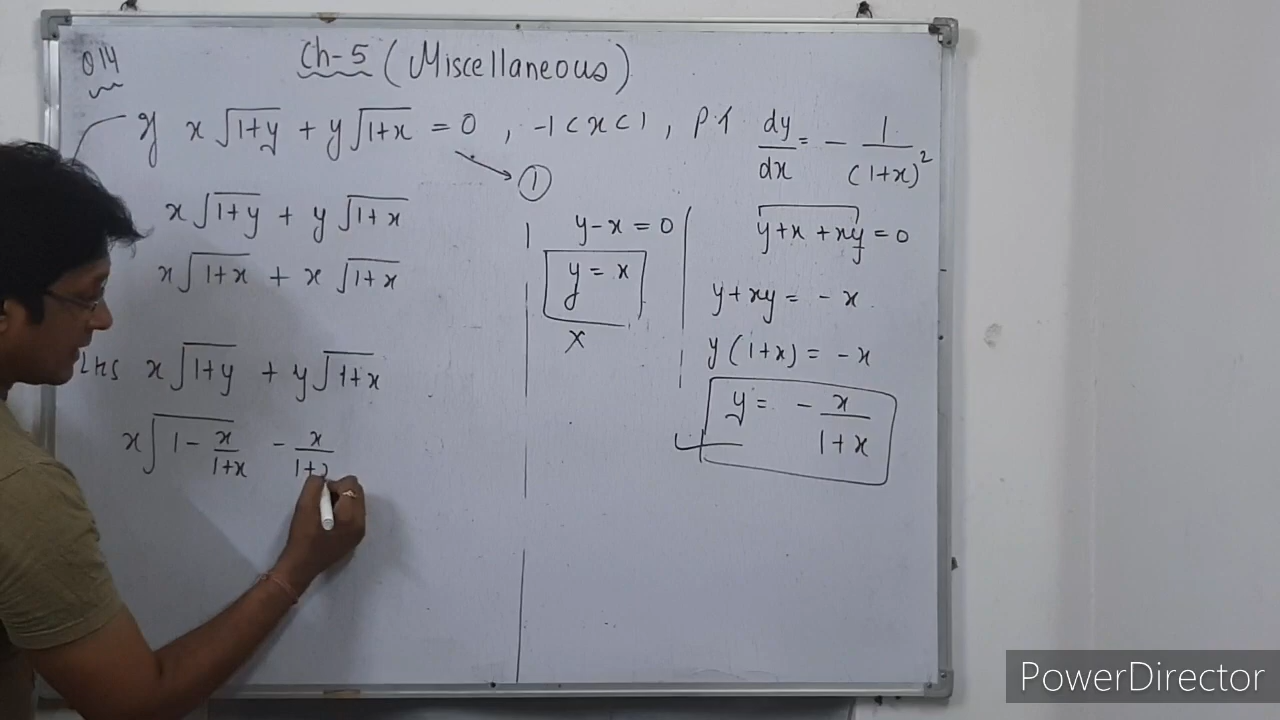 Q14
Ch-5 (Miscellaneous)
If x√(1+y) + y√(1+x) = 0 , -1 < x < 1 , P.T dy/dx = - 1/(1+x)²
①
x√(1+y) + y√(1+x)
x√(1+x) + x√(1+x)
LHS x√(1+y) + y√(1+x)
x√(1 - x/(1+x)) - x/(1+x
y - x = 0
y = x
X
y + x + xy = 0
y + xy = - x
y (1+x) = - x
y = - x/(1+x)
PowerDirector